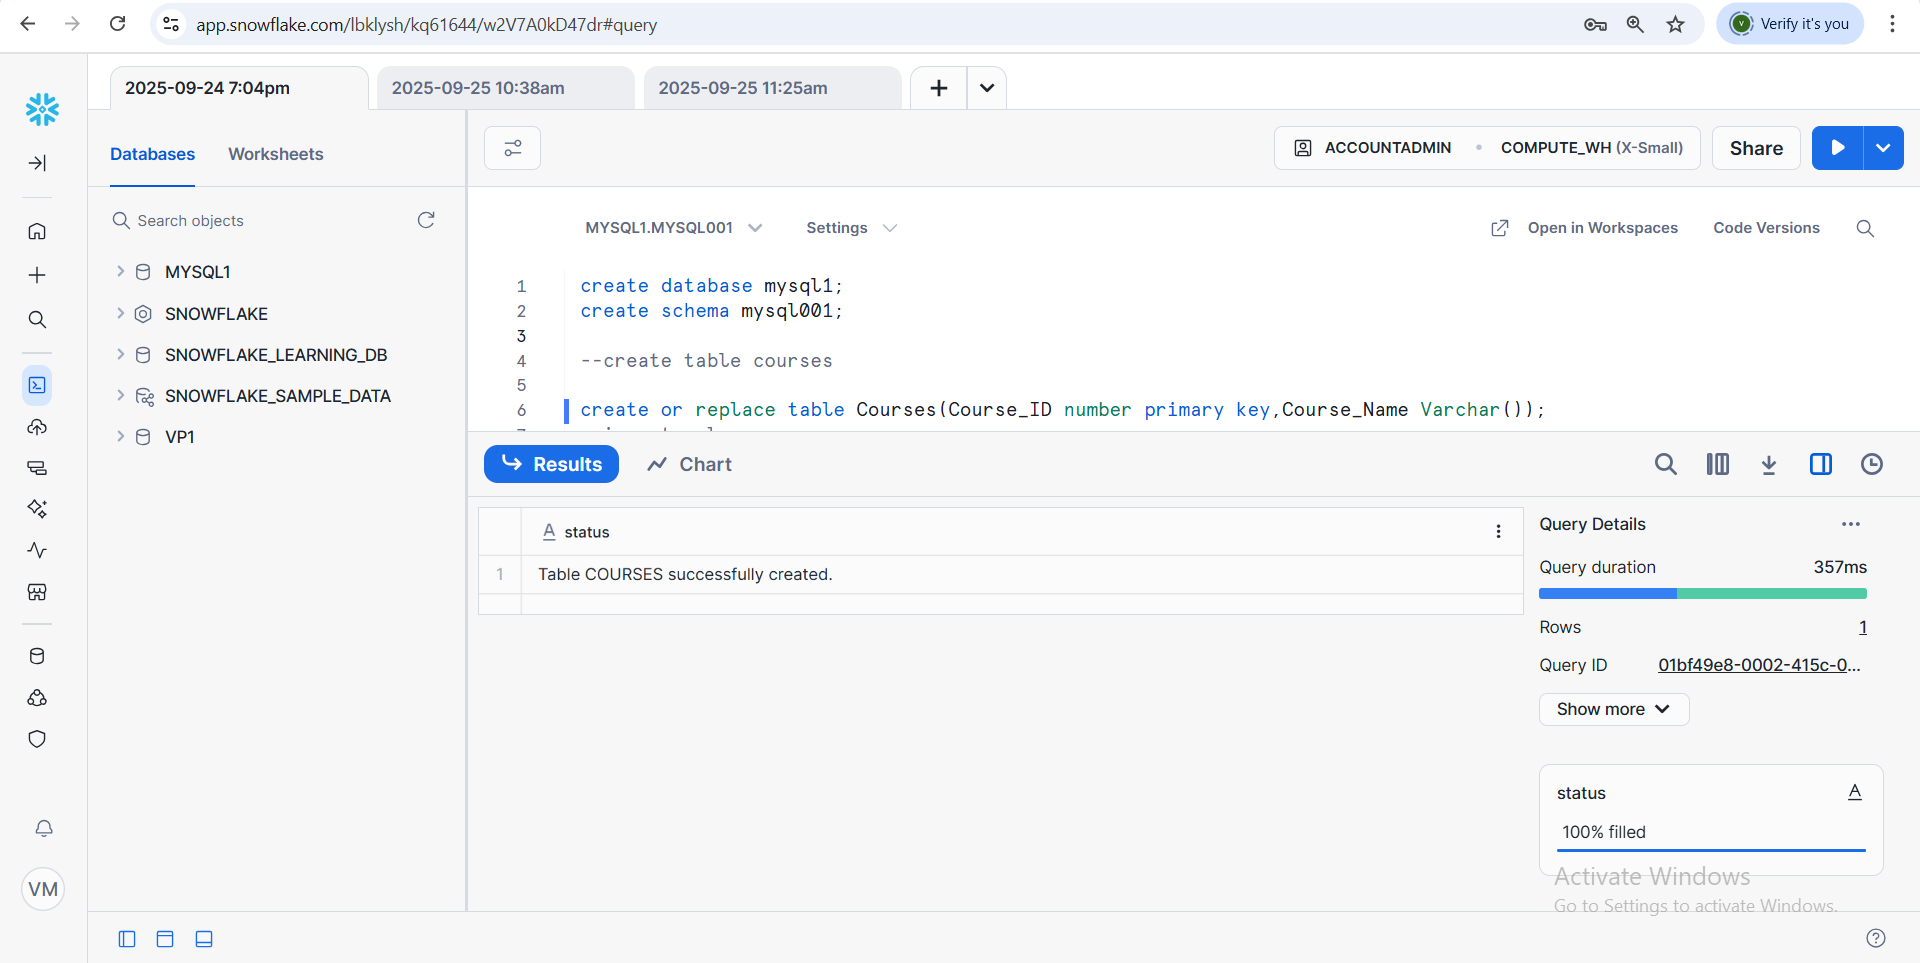 app.snowflake.com/lbklysh/kq61644/w2V7A0kD47dr#query
V
Verify it's you
2025-09-24 7:04pm
2025-09-25 10:38am
2025-09-25 11:25am
Databases
Worksheets
ACCOUNTADMIN
COMPUTE_WH (X-Small)
Share
Search objects
MYSQL1
SNOWFLAKE
SNOWFLAKE_LEARNING_DB
SNOWFLAKE_SAMPLE_DATA
VP1
MYSQL1.MYSQL001
Settings
Open in Workspaces
Code Versions
1 create database mysql1;
2 create schema mysql001;
3
4 --create table courses
5
6 create or replace table Courses(Course_ID number primary key,Course_Name Varchar());
Results
Chart
A status
1 Table COURSES successfully created.
Query Details
Query duration 357ms
Rows 1
Query ID 01bf49e8-0002-415c-0...
Show more
status A
100% filled
Activate Windows
Go to Settings to activate Windows.
VM